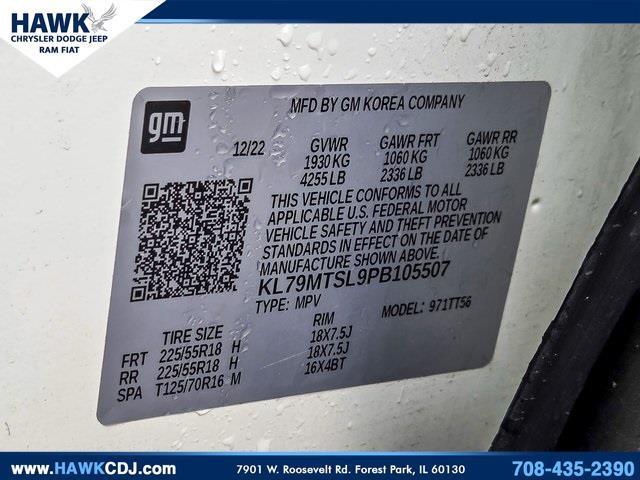 HAWK
CHRYSLER DODGE JEEP
RAM FIAT
gm
MFD BY GM KOREA COMPANY
12/22 GVWR GAWR FRT GAWR RR
1930 KG 1060 KG 1060 KG
4255 LB 2336 LB 2336 LB
THIS VEHICLE CONFORMS TO ALL
APPLICABLE U.S. FEDERAL MOTOR
VEHICLE SAFETY AND THEFT PREVENTION
STANDARDS IN EFFECT ON THE DATE OF
MANUFACTURE SHOWN ABOVE.
KL79MTSL9PB105507
TYPE: MPV MODEL: 971TT56
TIRE SIZE RIM
FRT 225/55R18 H 18X7.5J
RR 225/55R18 H 18X7.5J
SPA T125/70R16 M 16X4BT
www.HAWKCDJ.com 7901 W. Roosevelt Rd. Forest Park, IL 60130 708-435-2390